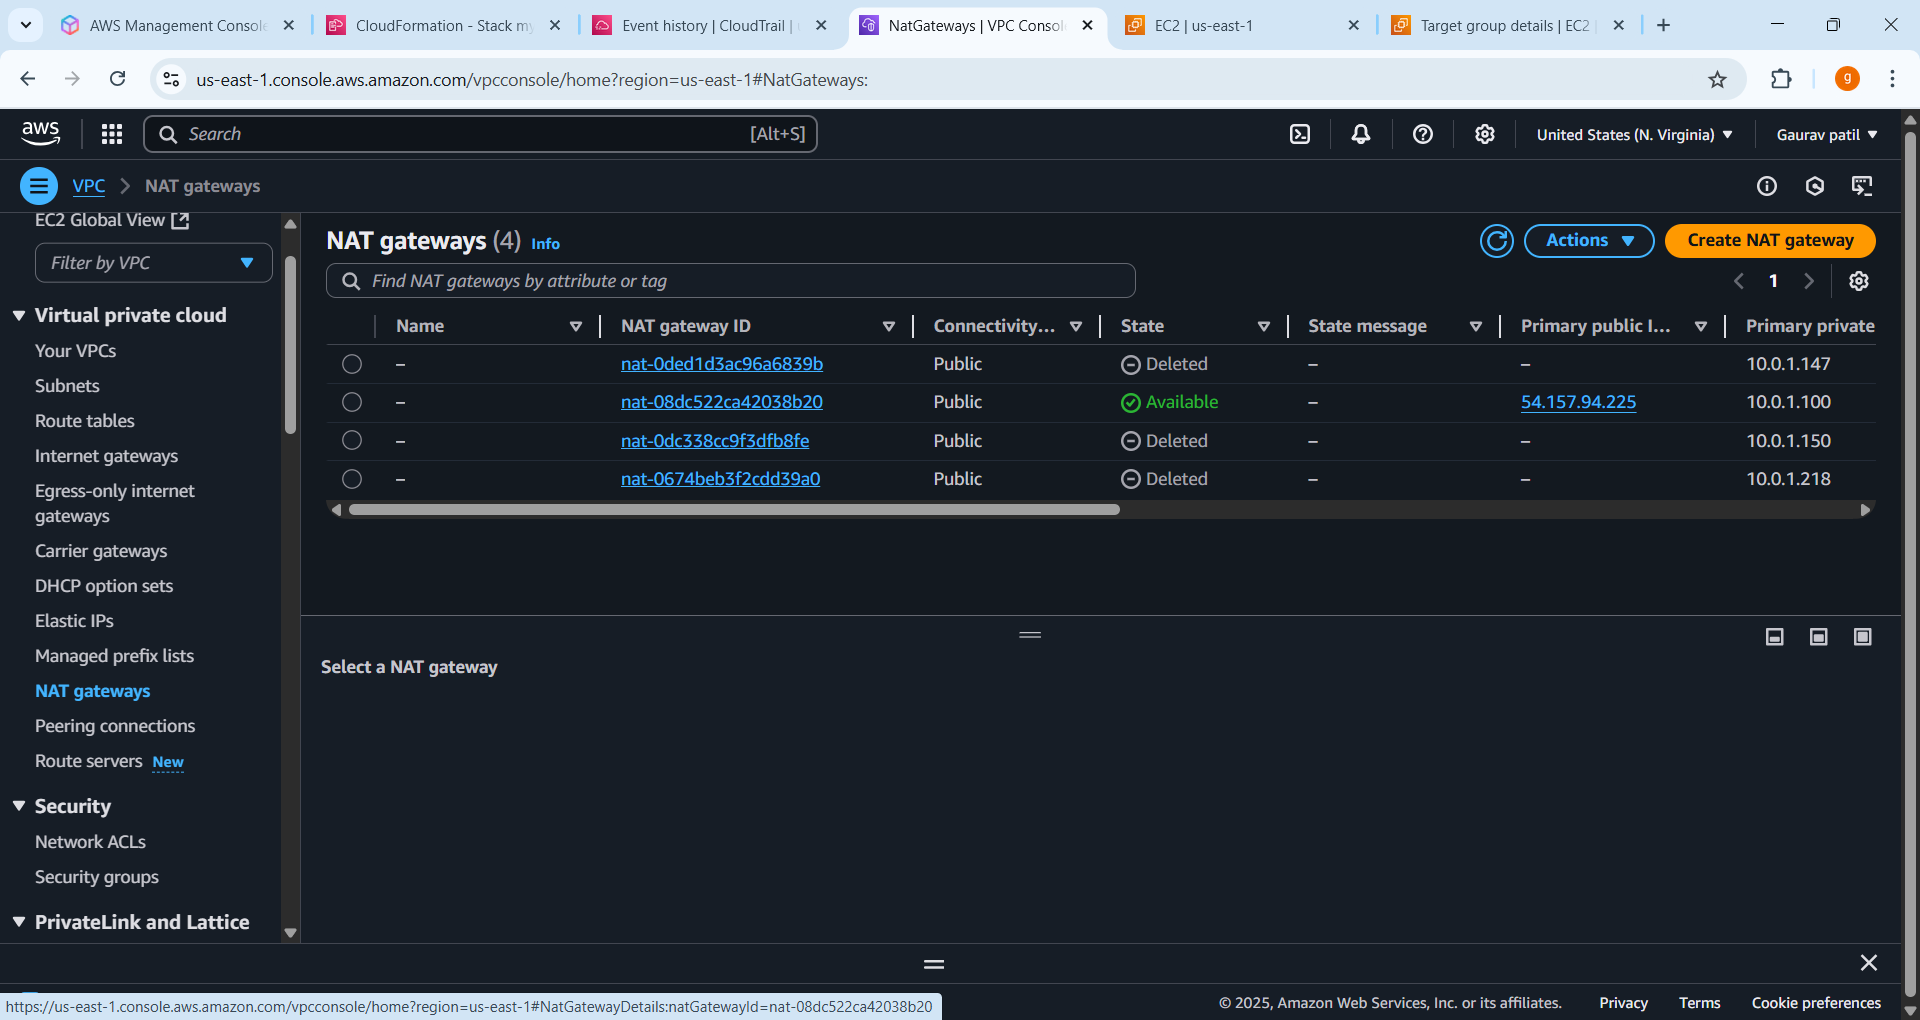 AWS Management Console
CloudFormation - Stack my
Event history | CloudTrail |
NatGateways | VPC Consol
EC2 | us-east-1
Target group details | EC2 |
us-east-1.console.aws.amazon.com/vpcconsole/home?region=us-east-1#NatGateways:
g
aws
Search
[Alt+S]
United States (N. Virginia)
Gaurav patil
VPC
NAT gateways
EC2 Global View
Filter by VPC
Virtual private cloud
Your VPCs
Subnets
Route tables
Internet gateways
Egress-only internet
gateways
Carrier gateways
DHCP option sets
Elastic IPs
Managed prefix lists
NAT gateways
Peering connections
Route servers New
Security
Network ACLs
Security groups
PrivateLink and Lattice
NAT gateways (4) Info
Actions
Create NAT gateway
Find NAT gateways by attribute or tag
1
Name NAT gateway ID Connectivity... State State message Primary public I... Primary private
– nat-0ded1d3ac96a6839b Public Deleted – – 10.0.1.147
– nat-08dc522ca42038b20 Public Available – 54.157.94.225 10.0.1.100
– nat-0dc338cc9f3dfb8fe Public Deleted – – 10.0.1.150
– nat-0674beb3f2cdd39a0 Public Deleted – – 10.0.1.218
Select a NAT gateway
https://us-east-1.console.aws.amazon.com/vpcconsole/home?region=us-east-1#NatGatewayDetails:natGatewayId=nat-08dc522ca42038b20
© 2025, Amazon Web Services, Inc. or its affiliates.
Privacy
Terms
Cookie preferences